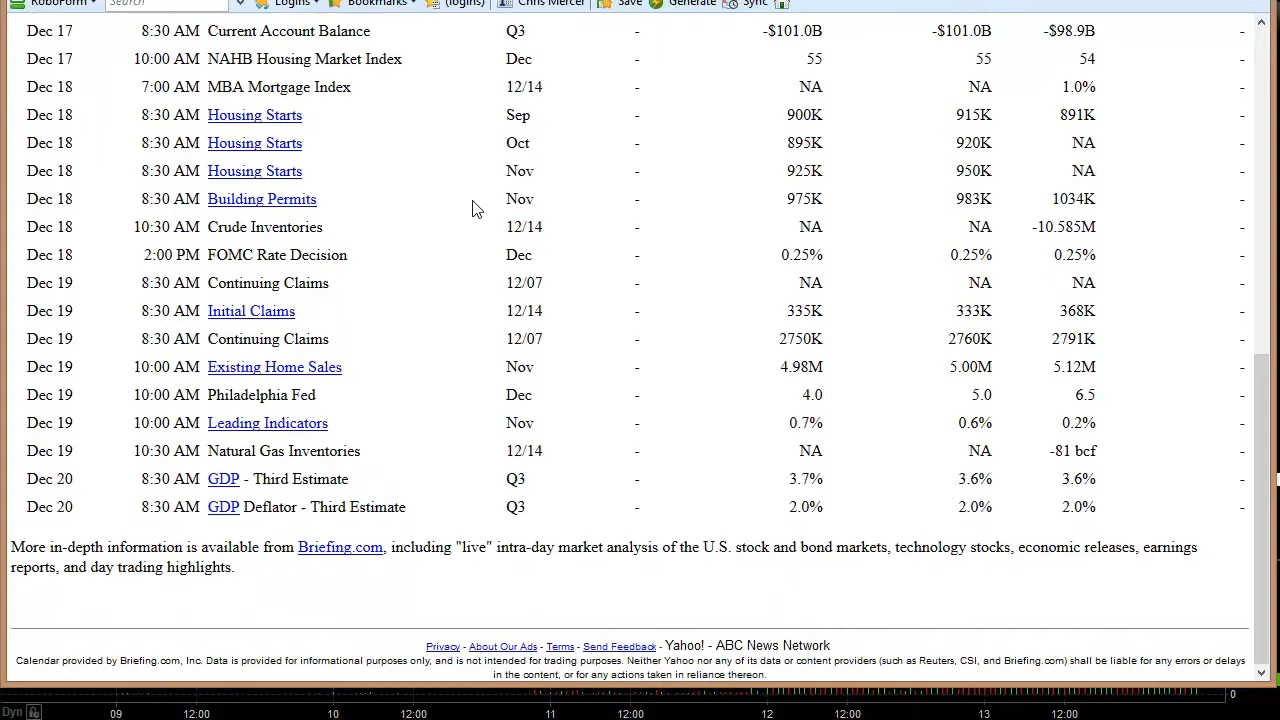 RoboForm Search Logins Bookmarks (logins) Chris Mercer Save Generate Sync
Dec 17 8:30 AM Current Account Balance Q3 - -$101.0B -$101.0B -$98.9B -
Dec 17 10:00 AM NAHB Housing Market Index Dec - 55 55 54 -
Dec 18 7:00 AM MBA Mortgage Index 12/14 - NA NA 1.0% -
Dec 18 8:30 AM Housing Starts Sep - 900K 915K 891K -
Dec 18 8:30 AM Housing Starts Oct - 895K 920K NA -
Dec 18 8:30 AM Housing Starts Nov - 925K 950K NA -
Dec 18 8:30 AM Building Permits Nov - 975K 983K 1034K -
Dec 18 10:30 AM Crude Inventories 12/14 - NA NA -10.585M -
Dec 18 2:00 PM FOMC Rate Decision Dec - 0.25% 0.25% 0.25% -
Dec 19 8:30 AM Continuing Claims 12/07 - NA NA NA -
Dec 19 8:30 AM Initial Claims 12/14 - 335K 333K 368K -
Dec 19 8:30 AM Continuing Claims 12/07 - 2750K 2760K 2791K -
Dec 19 10:00 AM Existing Home Sales Nov - 4.98M 5.00M 5.12M -
Dec 19 10:00 AM Philadelphia Fed Dec - 4.0 5.0 6.5 -
Dec 19 10:00 AM Leading Indicators Nov - 0.7% 0.6% 0.2% -
Dec 19 10:30 AM Natural Gas Inventories 12/14 - NA NA -81 bcf -
Dec 20 8:30 AM GDP - Third Estimate Q3 - 3.7% 3.6% 3.6% -
Dec 20 8:30 AM GDP Deflator - Third Estimate Q3 - 2.0% 2.0% 2.0% -
More in-depth information is available from Briefing.com, including "live" intra-day market analysis of the U.S. stock and bond markets, technology stocks, economic releases, earnings
reports, and day trading highlights.
Privacy - About Our Ads - Terms - Send Feedback - Yahoo! - ABC News Network
Calendar provided by Briefing.com, Inc. Data is provided for informational purposes only, and is not intended for trading purposes. Neither Yahoo nor any of its data or content providers (such as Reuters, CSI, and Briefing.com) shall be liable for any errors or delays
in the content, or for any actions taken in reliance thereon.
0
Dyn 09 12:00 10 12:00 11 12:00 12 12:00 13 12:00